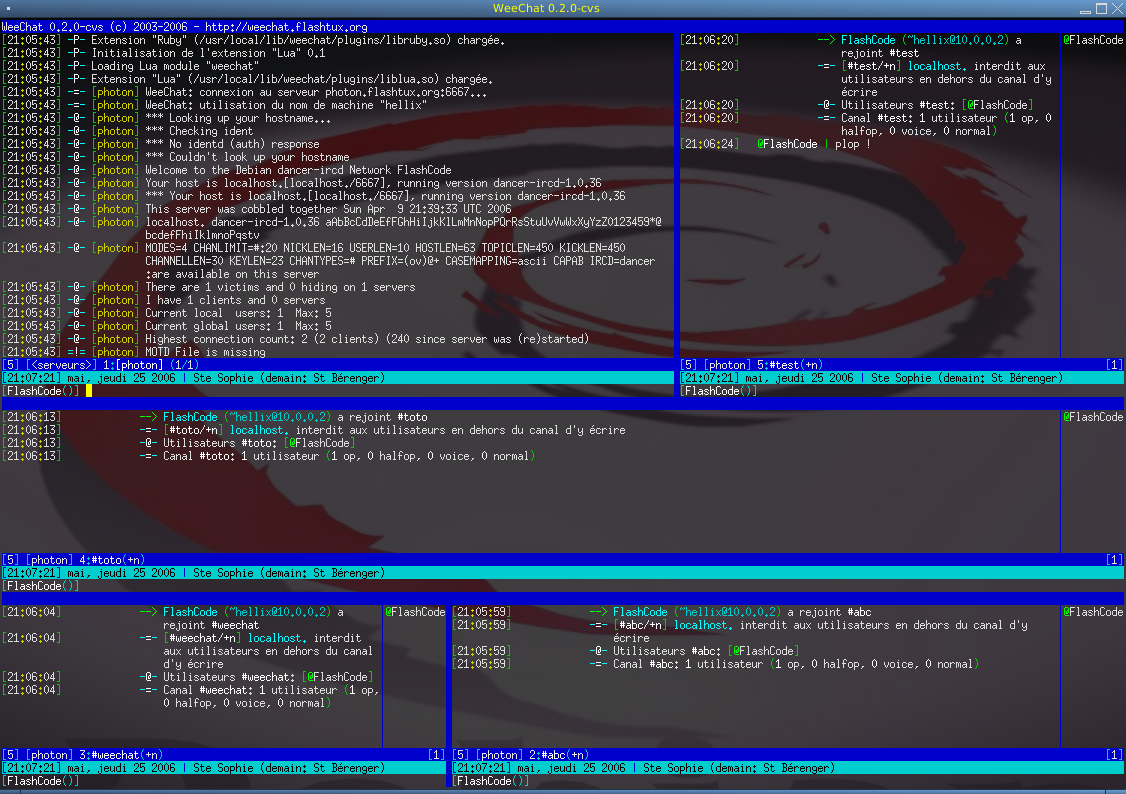 WeeChat 0.2.0-cvs
WeeChat 0.2.0-cvs (c) 2003-2006 - http://weechat.flashtux.org
[21:05:43] -P- Extension "Ruby" (/usr/local/lib/weechat/plugins/libruby.so) chargée.
[21:05:43] -P- Initialisation de l'extension "Lua" 0.1
[21:05:43] -P- Loading Lua module "weechat"
[21:05:43] -P- Extension "Lua" (/usr/local/lib/weechat/plugins/liblua.so) chargée.
[21:05:43] -=- [photon] WeeChat: connexion au serveur photon.flashtux.org:6667...
[21:05:43] -=- [photon] WeeChat: utilisation du nom de machine "hellix"
[21:05:43] -@- [photon] *** Looking up your hostname...
[21:05:43] -@- [photon] *** Checking ident
[21:05:43] -@- [photon] *** No identd (auth) response
[21:05:43] -@- [photon] *** Couldn't look up your hostname
[21:05:43] -@- [photon] Welcome to the Debian dancer-ircd Network FlashCode
[21:05:43] -@- [photon] Your host is localhost.[localhost./6667], running version dancer-ircd-1.0.36
[21:05:43] -@- [photon] *** Your host is localhost.[localhost./6667], running version dancer-ircd-1.0.36
[21:05:43] -@- [photon] This server was cobbled together Sun Apr  9 21:39:33 UTC 2006
[21:05:43] -@- [photon] localhost. dancer-ircd-1.0.36 aAbBcCdDeEfFGhHiIjkKlLmMnNopPQrRsStuUvVwWxXyYzZ0123459*@
bcdefFhiIklmnoPqstv
[21:05:43] -@- [photon] MODES=4 CHANLIMIT=#:20 NICKLEN=16 USERLEN=10 HOSTLEN=63 TOPICLEN=450 KICKLEN=450
CHANNELLEN=30 KEYLEN=23 CHANTYPES=# PREFIX=(ov)@+ CASEMAPPING=ascii CAPAB IRCD=dancer
:are available on this server
[21:05:43] -@- [photon] There are 1 victims and 0 hiding on 1 servers
[21:05:43] -@- [photon] I have 1 clients and 0 servers
[21:05:43] -@- [photon] Current local  users: 1  Max: 5
[21:05:43] -@- [photon] Current global users: 1  Max: 5
[21:05:43] -@- [photon] Highest connection count: 2 (2 clients) (240 since server was (re)started)
[21:05:43] =!= [photon] MOTD File is missing
[5] [<serveurs>] 1:[photon] (1/1)
[21:07:21] mai, jeudi 25 2006 | Ste Sophie (demain: St Bérenger)
[FlashCode()]
[21:06:20] --> FlashCode (~hellix@10.0.0.2) a
rejoint #test
[21:06:20] -=- [#test/+n] localhost. interdit aux
utilisateurs en dehors du canal d'y
écrire
[21:06:20] -@- Utilisateurs #test: [@FlashCode]
[21:06:20] -=- Canal #test: 1 utilisateur (1 op, 0
halfop, 0 voice, 0 normal)
[21:06:24] @FlashCode | plop !
@FlashCode
[5] [photon] 5:#test(+n) [1]
[21:07:21] mai, jeudi 25 2006 | Ste Sophie (demain: St Bérenger)
[FlashCode()]
[21:06:13] --> FlashCode (~hellix@10.0.0.2) a rejoint #toto
[21:06:13] -=- [#toto/+n] localhost. interdit aux utilisateurs en dehors du canal d'y écrire
[21:06:13] -@- Utilisateurs #toto: [@FlashCode]
[21:06:13] -=- Canal #toto: 1 utilisateur (1 op, 0 halfop, 0 voice, 0 normal)
@FlashCode
[5] [photon] 4:#toto(+n) [1]
[21:07:21] mai, jeudi 25 2006 | Ste Sophie (demain: St Bérenger)
[FlashCode()]
[21:06:04] --> FlashCode (~hellix@10.0.0.2) a
rejoint #weechat
[21:06:04] -=- [#weechat/+n] localhost. interdit
aux utilisateurs en dehors du canal
d'y écrire
[21:06:04] -@- Utilisateurs #weechat: [@FlashCode]
[21:06:04] -=- Canal #weechat: 1 utilisateur (1 op,
0 halfop, 0 voice, 0 normal)
@FlashCode
[5] [photon] 3:#weechat(+n) [1]
[21:07:21] mai, jeudi 25 2006 | Ste Sophie (demain: St Bérenger)
[FlashCode()]
[21:05:59] --> FlashCode (~hellix@10.0.0.2) a rejoint #abc
[21:05:59] -=- [#abc/+n] localhost. interdit aux utilisateurs en dehors du canal d'y
écrire
[21:05:59] -@- Utilisateurs #abc: [@FlashCode]
[21:05:59] -=- Canal #abc: 1 utilisateur (1 op, 0 halfop, 0 voice, 0 normal)
@FlashCode
[5] [photon] 2:#abc(+n) [1]
[21:07:21] mai, jeudi 25 2006 | Ste Sophie (demain: St Bérenger)
[FlashCode()]